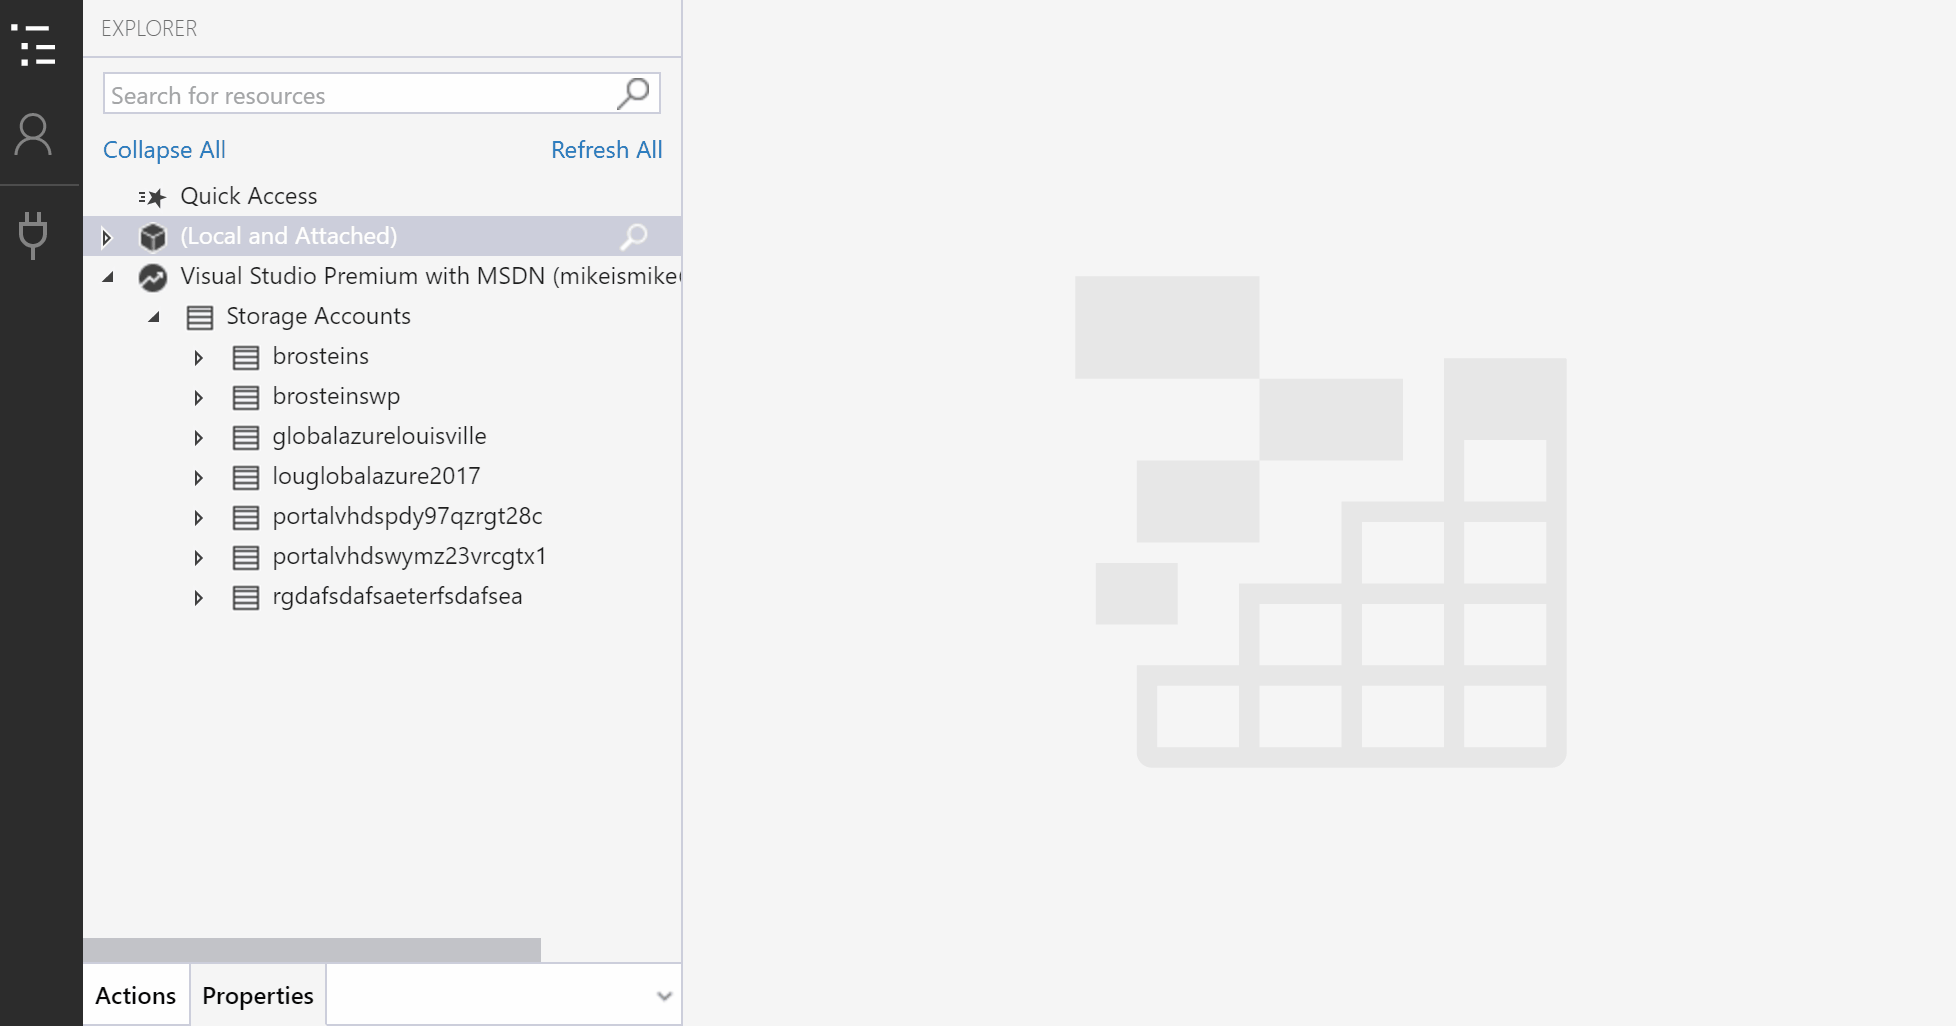 EXPLORER
Search for resources
Collapse All
Refresh All
Quick Access
(Local and Attached)
Visual Studio Premium with MSDN (mikeismike
Storage Accounts
brosteins
brosteinswp
globalazurelouisville
louglobalazure2017
portalvhdspdy97qzrgt28c
portalvhdswymz23vrcgtx1
rgdafsdafsaeterfsdafsea
Actions
Properties